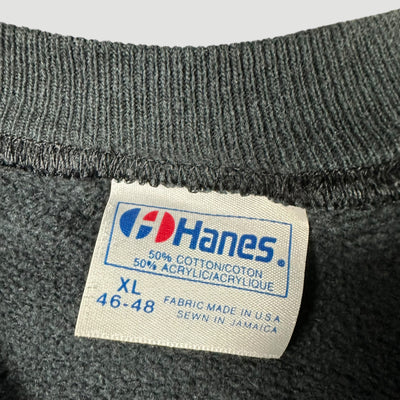 Hanes.
50% COTTON/COTON
50% ACRYLIC/ACRYLIQUE
XL
46-48
FABRIC MADE IN U.S.A
SEWN IN JAMAICA